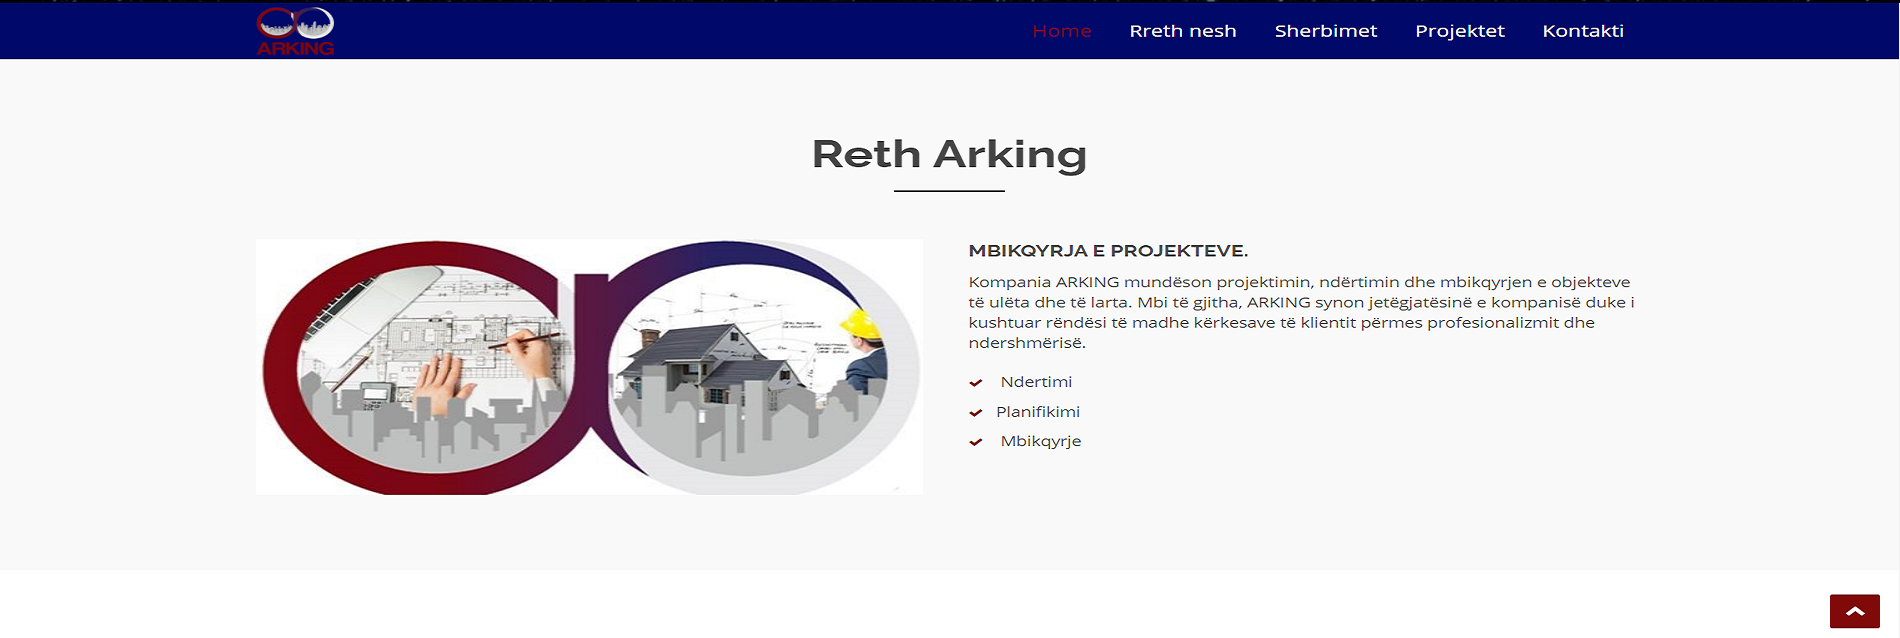 ARKING
Home
Rreth nesh
Sherbimet
Projektet
Kontakti
Reth Arking
MBIKQYRJA E PROJEKTEVE.
Kompania ARKING mundëson projektimin, ndërtimin dhe mbikqyrjen e objekteve
të ulëta dhe të larta. Mbi të gjitha, ARKING synon jetëgjatësinë e kompanisë duke i
kushtuar rëndësi të madhe kërkesave të klientit përmes profesionalizmit dhe
ndershmërisë.
Ndertimi
Planifikimi
Mbikqyrje